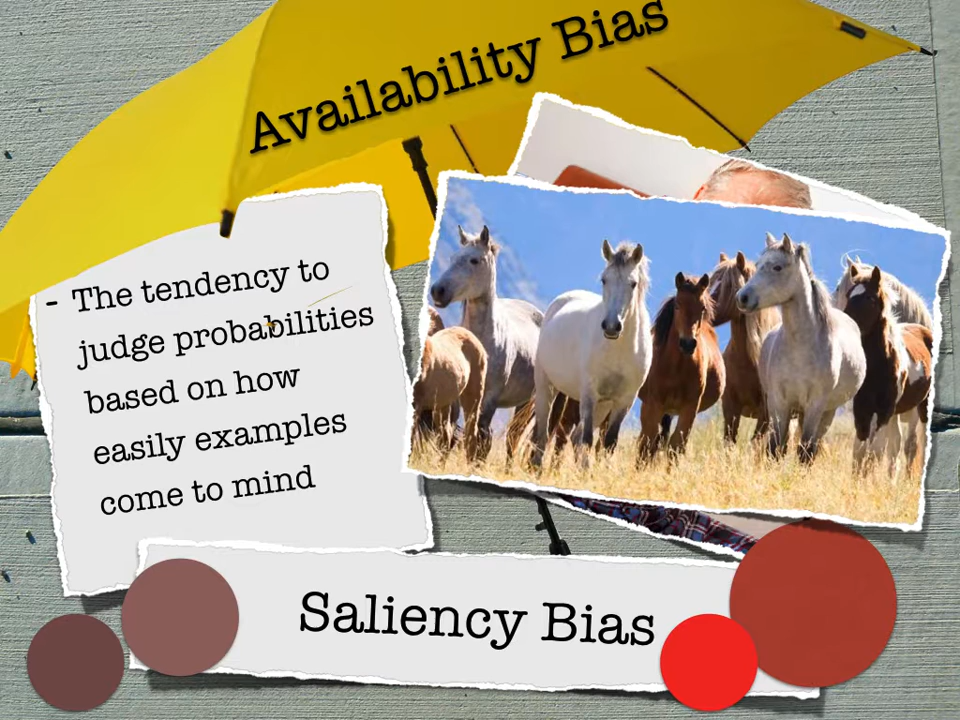 Availability Bias
- The tendency to
judge probabilities
based on how
easily examples
come to mind
Saliency Bias